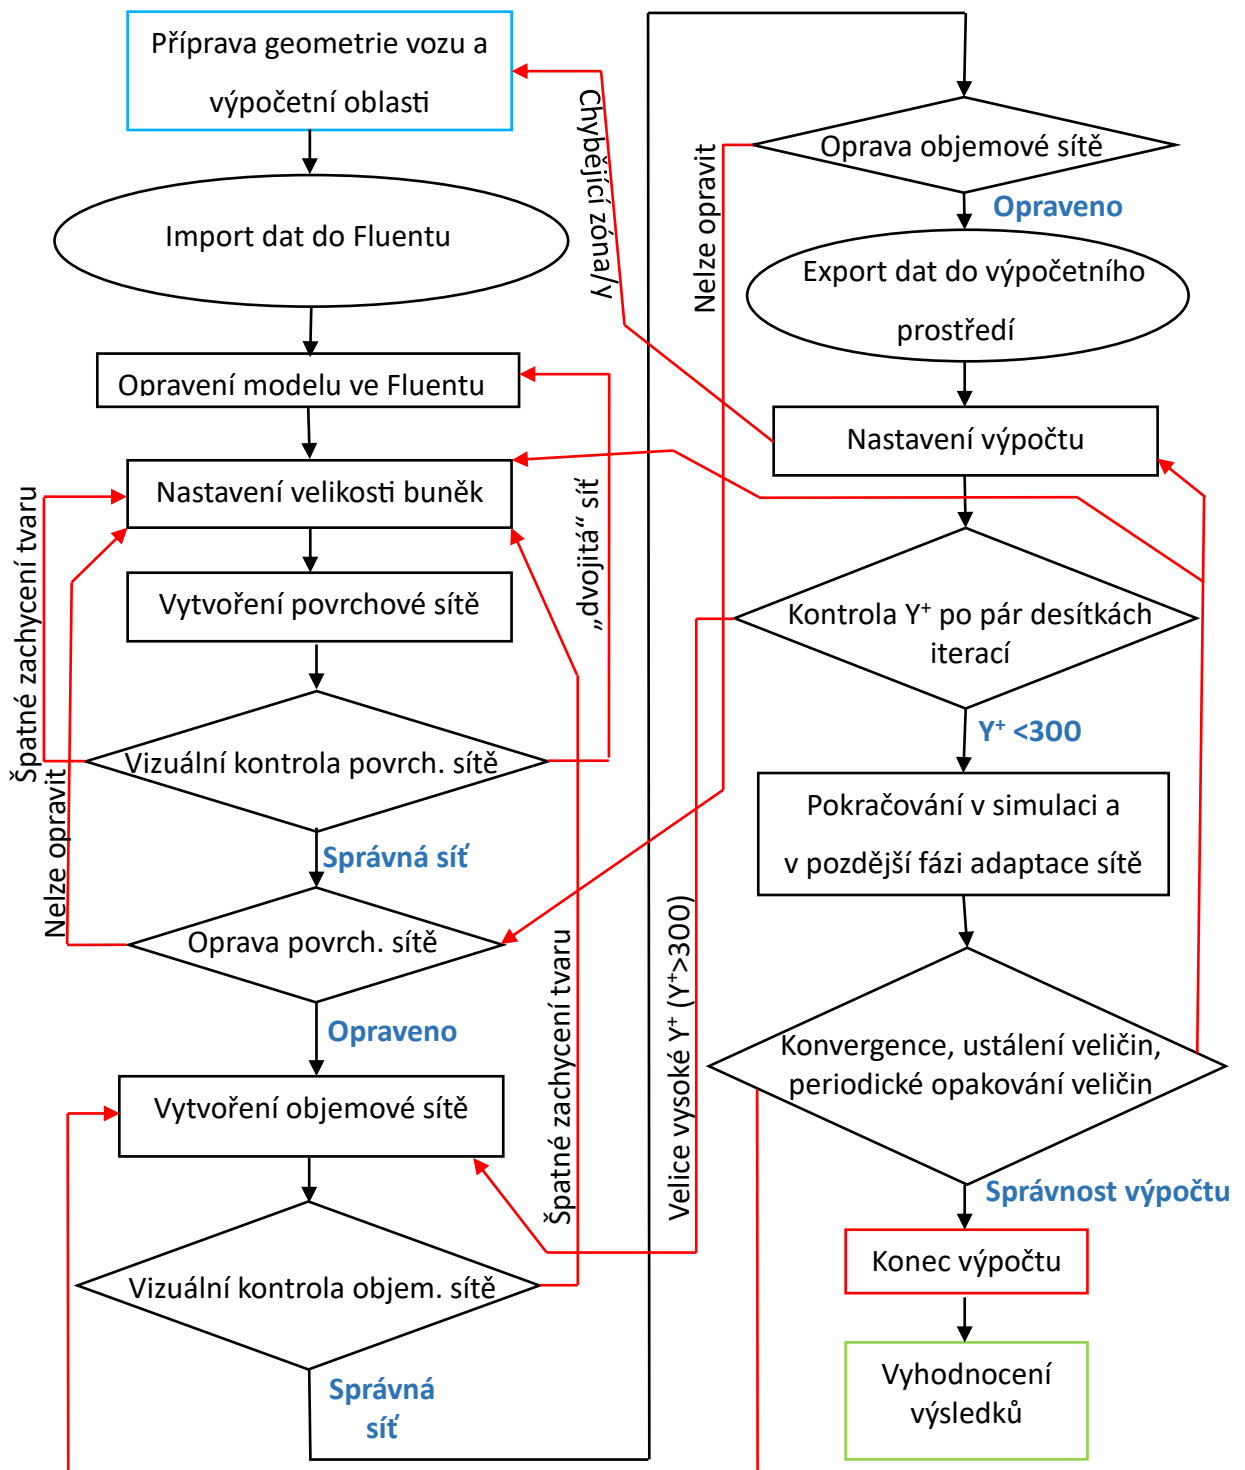 Příprava geometrie vozu a
výpočetní oblasti
Import dat do Fluentu
Opravení modelu ve Fluentu
Nastavení velikosti buněk
Vytvoření povrchové sítě
Vizuální kontrola povrch. sítě
Správná síť
Oprava povrch. sítě
Opraveno
Vytvoření objemové sítě
Vizuální kontrola objem. sítě
Správná
síť
Špatné zachycení tvaru
Nelze opravit
„dvojitá“ síť
Špatné zachycení tvaru
Chybějící zóna/y
Nelze opravit
Velice vysoké Y⁺ (Y⁺>300)
Oprava objemové sítě
Opraveno
Export dat do výpočetního
prostředí
Nastavení výpočtu
Kontrola Y⁺ po pár desítkách
iterací
Y⁺ <300
Pokračování v simulaci a
v pozdější fázi adaptace sítě
Konvergence, ustálení veličin,
periodické opakování veličin
Správnost výpočtu
Konec výpočtu
Vyhodnocení
výsledků